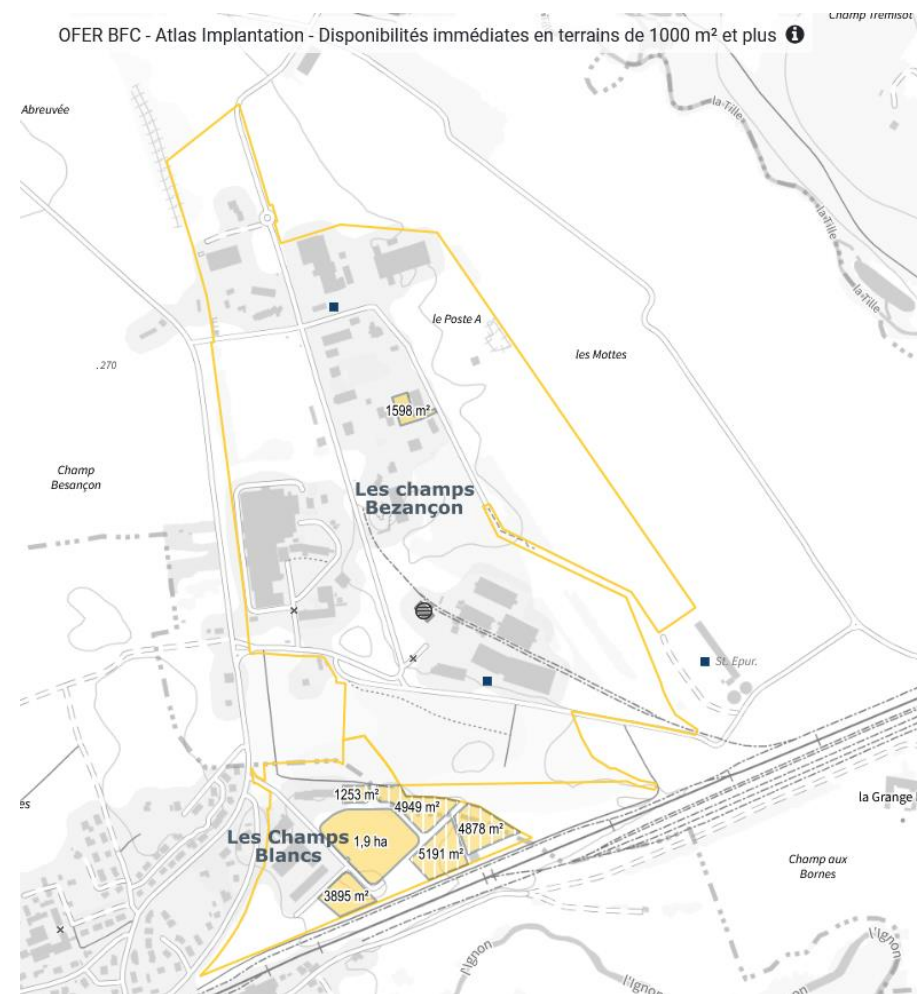 Champ Tremisot
OFER BFC - Atlas Implantation - Disponibilités immédiates en terrains de 1000 m² et plus
Abreuvée
la Tille
la-Tille
la-Tille
le Poste A
les Mottes
. 270
1598 m²
Champ
Besançon
Les champs
Bezançon
St. Epur.
es
1253 m²
4949 m²
la Grange
4878 m²
Les Champs
Blancs
1,9 ha
5191 m²
Champ aux
Bornes
3895 m²
l'Ignon
l'Ignon
l'Ignon